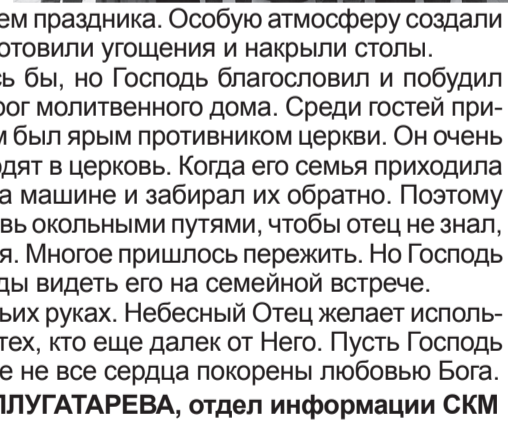 ем праздника. Особую атмосферу создали
отовили угощения и накрыли столы.
сь бы, но Господь благословил и побудил
рог молитвенного дома. Среди гостей при-
м был ярым противником церкви. Он очень
одят в церковь. Когда его семья приходила
а машине и забирал их обратно. Поэтому
вь окольными путями, чтобы отец не знал,
я. Многое пришлось пережить. Но Господь
ды видеть его на семейной встрече.
ьих руках. Небесный Отец желает исполь-
тех, кто еще далек от Него. Пусть Господь
е не все сердца покорены любовью Бога.
ЛЛУГАТАРЕВА, отдел информации СКМ